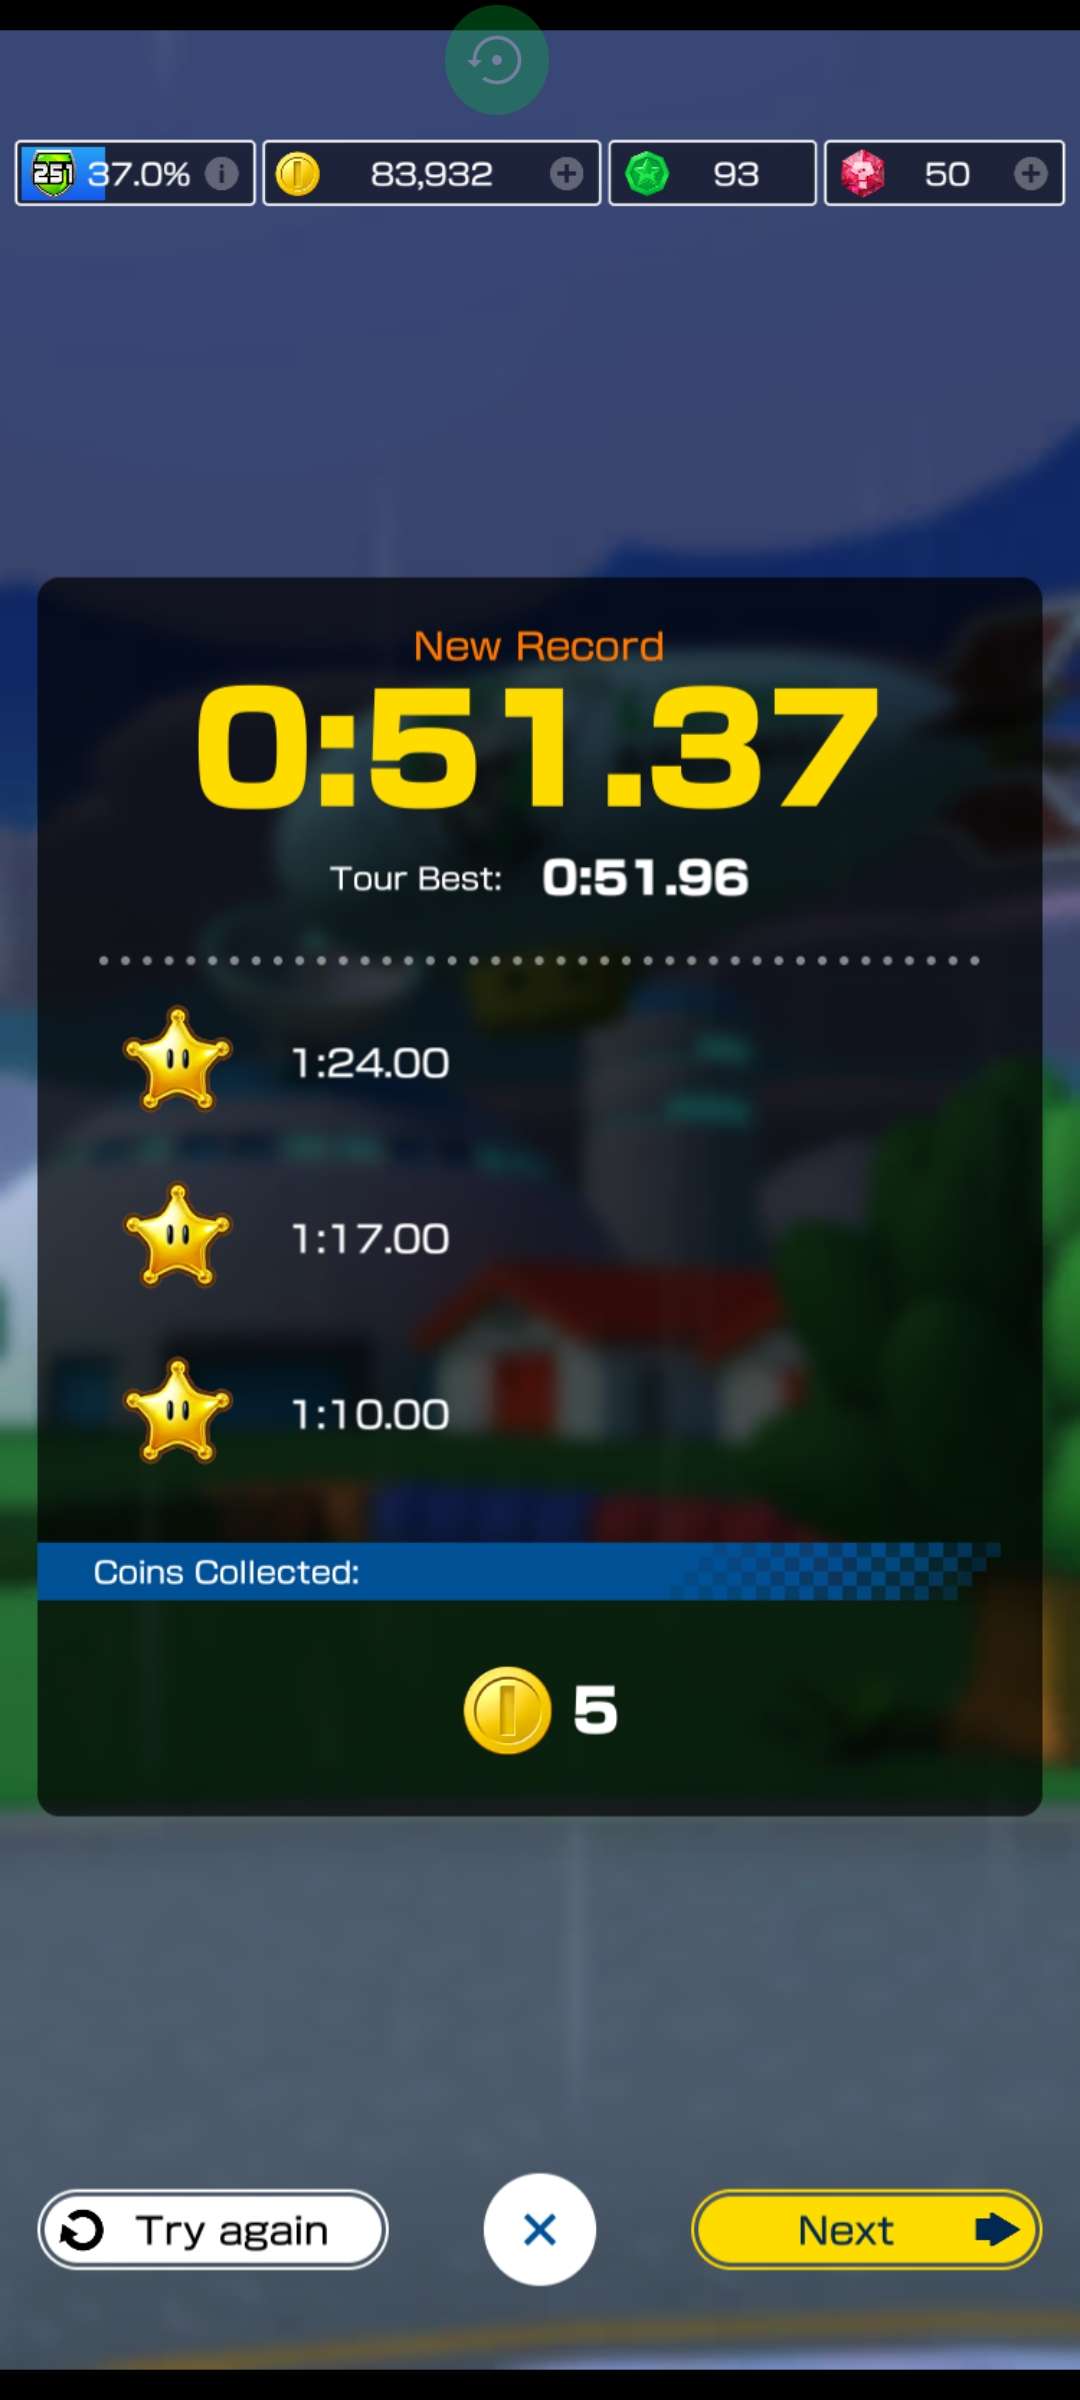 251 37.0% i 83,932 + 93 50 +
New Record
0:51.37
Tour Best: 0:51.96
1:24.00
1:17.00
1:10.00
Coins Collected:
5
Try again × Next